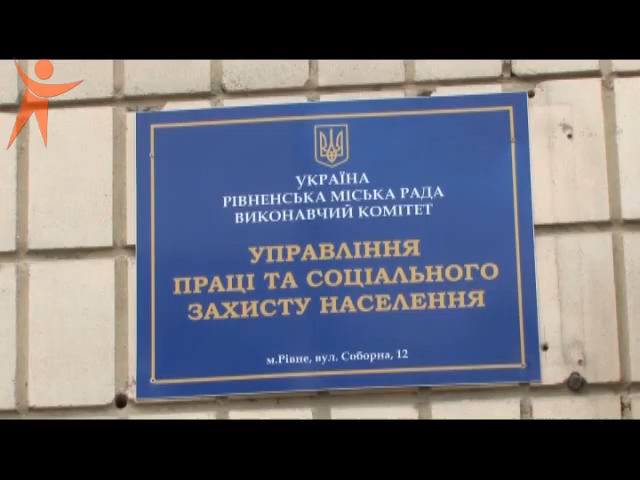 УКРАЇНА
РІВНЕНСЬКА МІСЬКА РАДА
ВИКОНАВЧИЙ КОМІТЕТ
УПРАВЛІННЯ
ПРАЦІ ТА СОЦІАЛЬНОГО
ЗАХИСТУ НАСЕЛЕННЯ
м.Рівне, вул. Соборна, 12